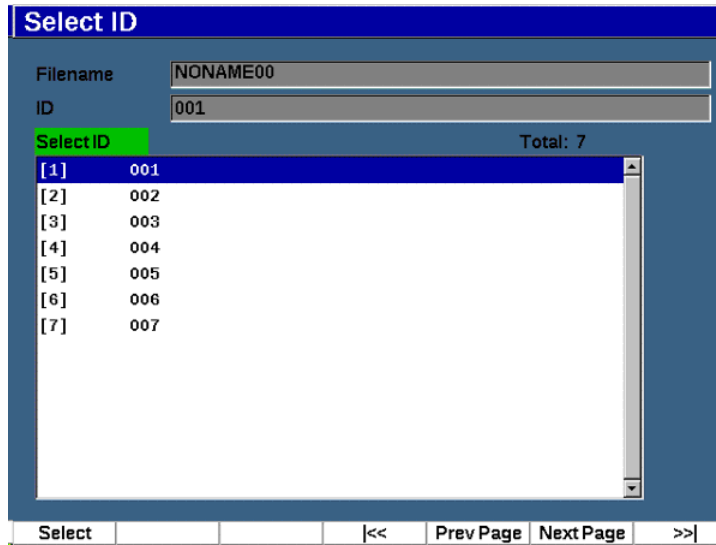 Select ID
Filename NONAME00
ID 001
Select ID Total: 7
[1] 001
[2] 002
[3] 003
[4] 004
[5] 005
[6] 006
[7] 007
Select |<< Prev Page Next Page >>|